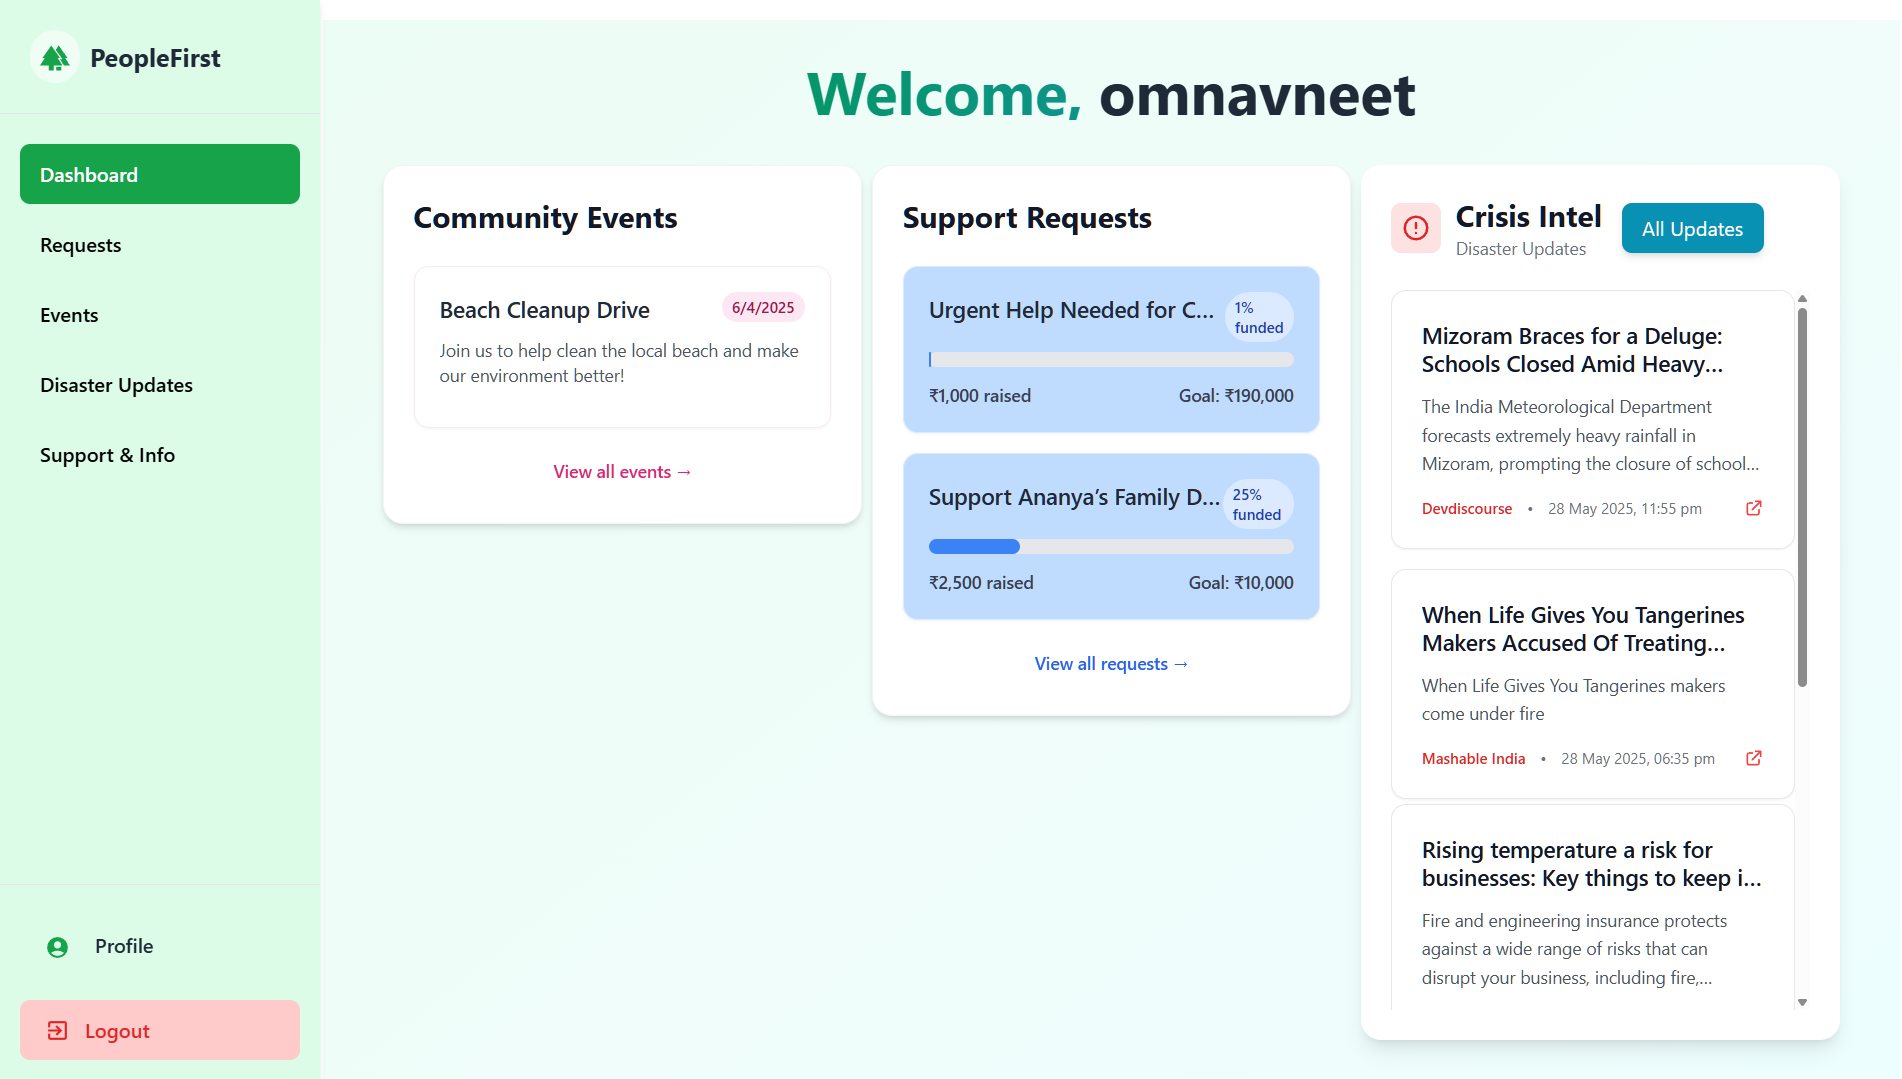 PeopleFirst
Dashboard
Requests
Events
Disaster Updates
Support & Info
Profile
Logout
Welcome, omnavneet
Community Events
Beach Cleanup Drive
6/4/2025
Join us to help clean the local beach and make
our environment better!
View all events →
Support Requests
Urgent Help Needed for C...
1%
funded
₹1,000 raised
Goal: ₹190,000
Support Ananya’s Family D...
25%
funded
₹2,500 raised
Goal: ₹10,000
View all requests →
Crisis Intel
Disaster Updates
All Updates
Mizoram Braces for a Deluge:
Schools Closed Amid Heavy...
The India Meteorological Department
forecasts extremely heavy rainfall in
Mizoram, prompting the closure of school...
Devdiscourse • 28 May 2025, 11:55 pm
When Life Gives You Tangerines
Makers Accused Of Treating...
When Life Gives You Tangerines makers
come under fire
Mashable India • 28 May 2025, 06:35 pm
Rising temperature a risk for
businesses: Key things to keep i...
Fire and engineering insurance protects
against a wide range of risks that can
disrupt your business, including fire,...